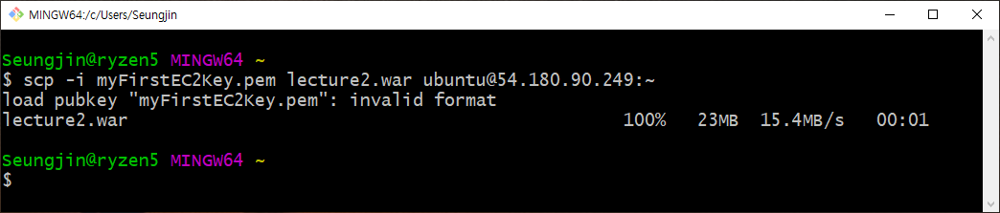 MINGW64:/c/Users/Seungjin
Seungjin@ryzen5 MINGW64 ~
$ scp -i myFirstEC2Key.pem lecture2.war ubuntu@54.180.90.249:~
load pubkey "myFirstEC2Key.pem": invalid format
lecture2.war 100% 23MB 15.4MB/s 00:01
Seungjin@ryzen5 MINGW64 ~
$